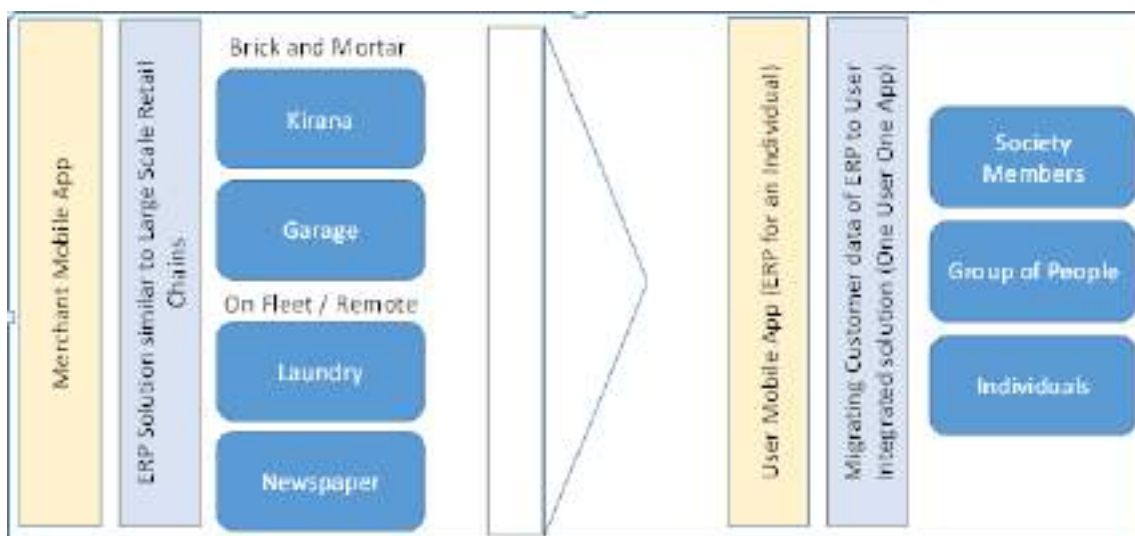 Merchant Mobile App
ERP Solution similar to Large Scale Retail
Chains
Brick and Mortar
Kirana
Garage
On Fleet / Remote
Laundry
Newspaper
User Mobile App (ERP for an Individual)
Migrating Customer data of ERP to User
Integrated solution (One User One App)
Society
Members
Group of People
Individuals